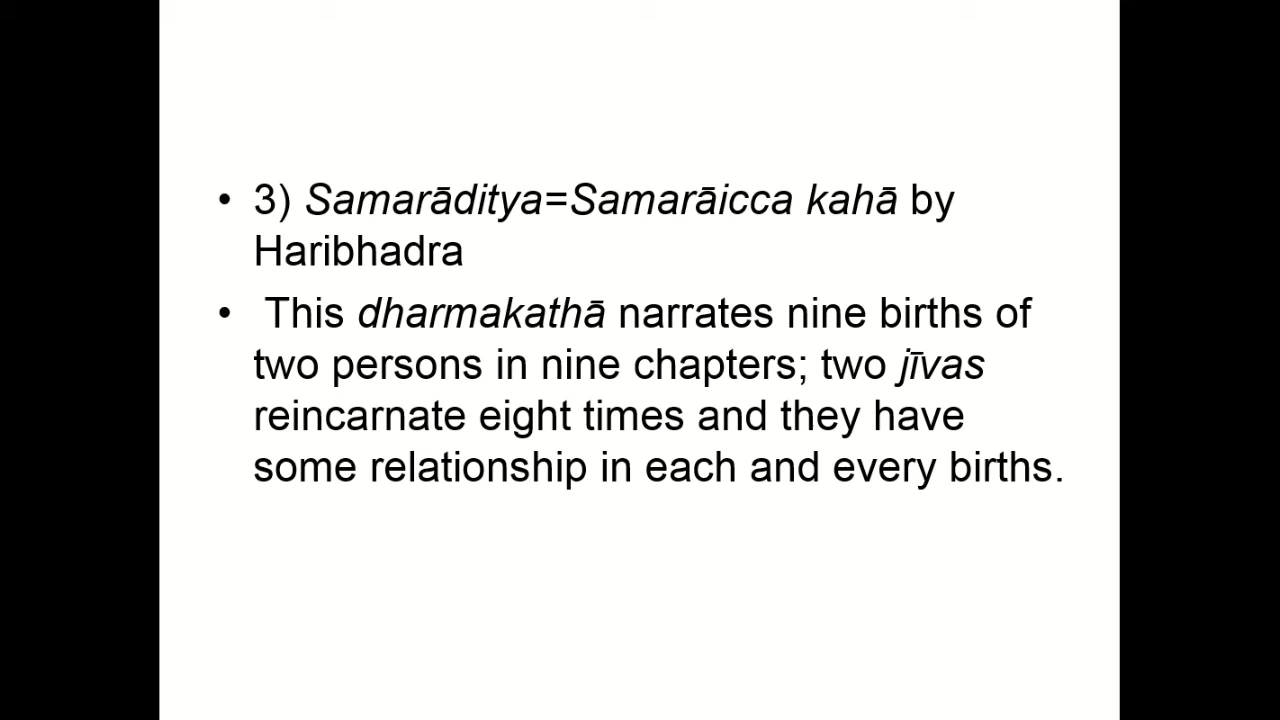 • 3) Samarāditya=Samarāicca kahā by
Haribhadra
• This dharmakathā narrates nine births of
two persons in nine chapters; two jīvas
reincarnate eight times and they have
some relationship in each and every births.